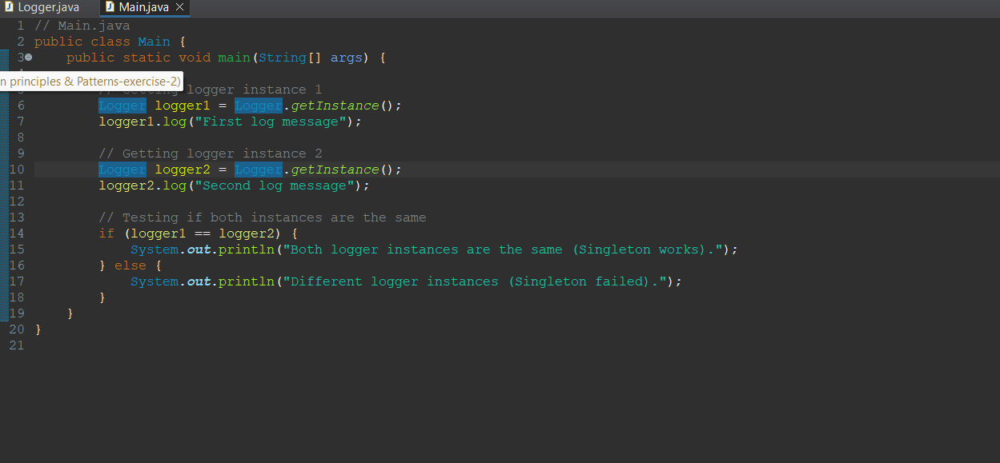 Logger.java Main.java
1 // Main.java
2 public class Main {
3 public static void main(String[] args) {
n principles & Patterns-exercise-2)
logger instance 1
6 Logger logger1 = Logger.getInstance();
7 logger1.log("First log message");
8
9 // Getting logger instance 2
10 Logger logger2 = Logger.getInstance();
11 logger2.log("Second log message");
12
13 // Testing if both instances are the same
14 if (logger1 == logger2) {
15 System.out.println("Both logger instances are the same (Singleton works).");
16 } else {
17 System.out.println("Different logger instances (Singleton failed).");
18 }
19 }
20 }
21